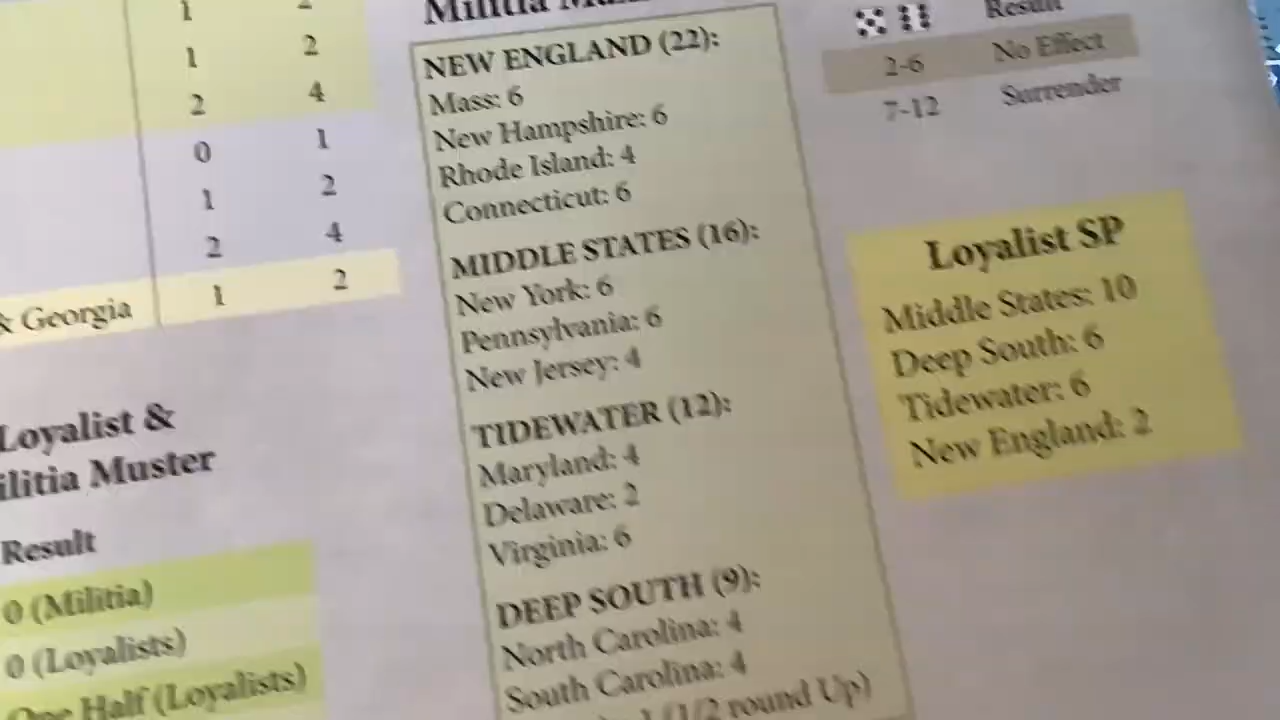 1 2
1 2
2 4
0 1
1 2
2 4
& Georgia 1 2
Loyalist &
ilitia Muster
Result
0 (Militia)
0 (Loyalists)
One Half (Loyalists)
Militia
NEW ENGLAND (22):
Mass: 6
New Hampshire: 6
Rhode Island: 4
Connecticut: 6
MIDDLE STATES (16):
New York: 6
Pennsylvania: 6
New Jersey: 4
TIDEWATER (12):
Maryland: 4
Delaware: 2
Virginia: 6
DEEP SOUTH (9):
North Carolina: 4
South Carolina: 4
1 (1/2 round Up)
Result
2-6 No Effect
7-12 Surrender
Loyalist SP
Middle States: 10
Deep South: 6
Tidewater: 6
New England: 2